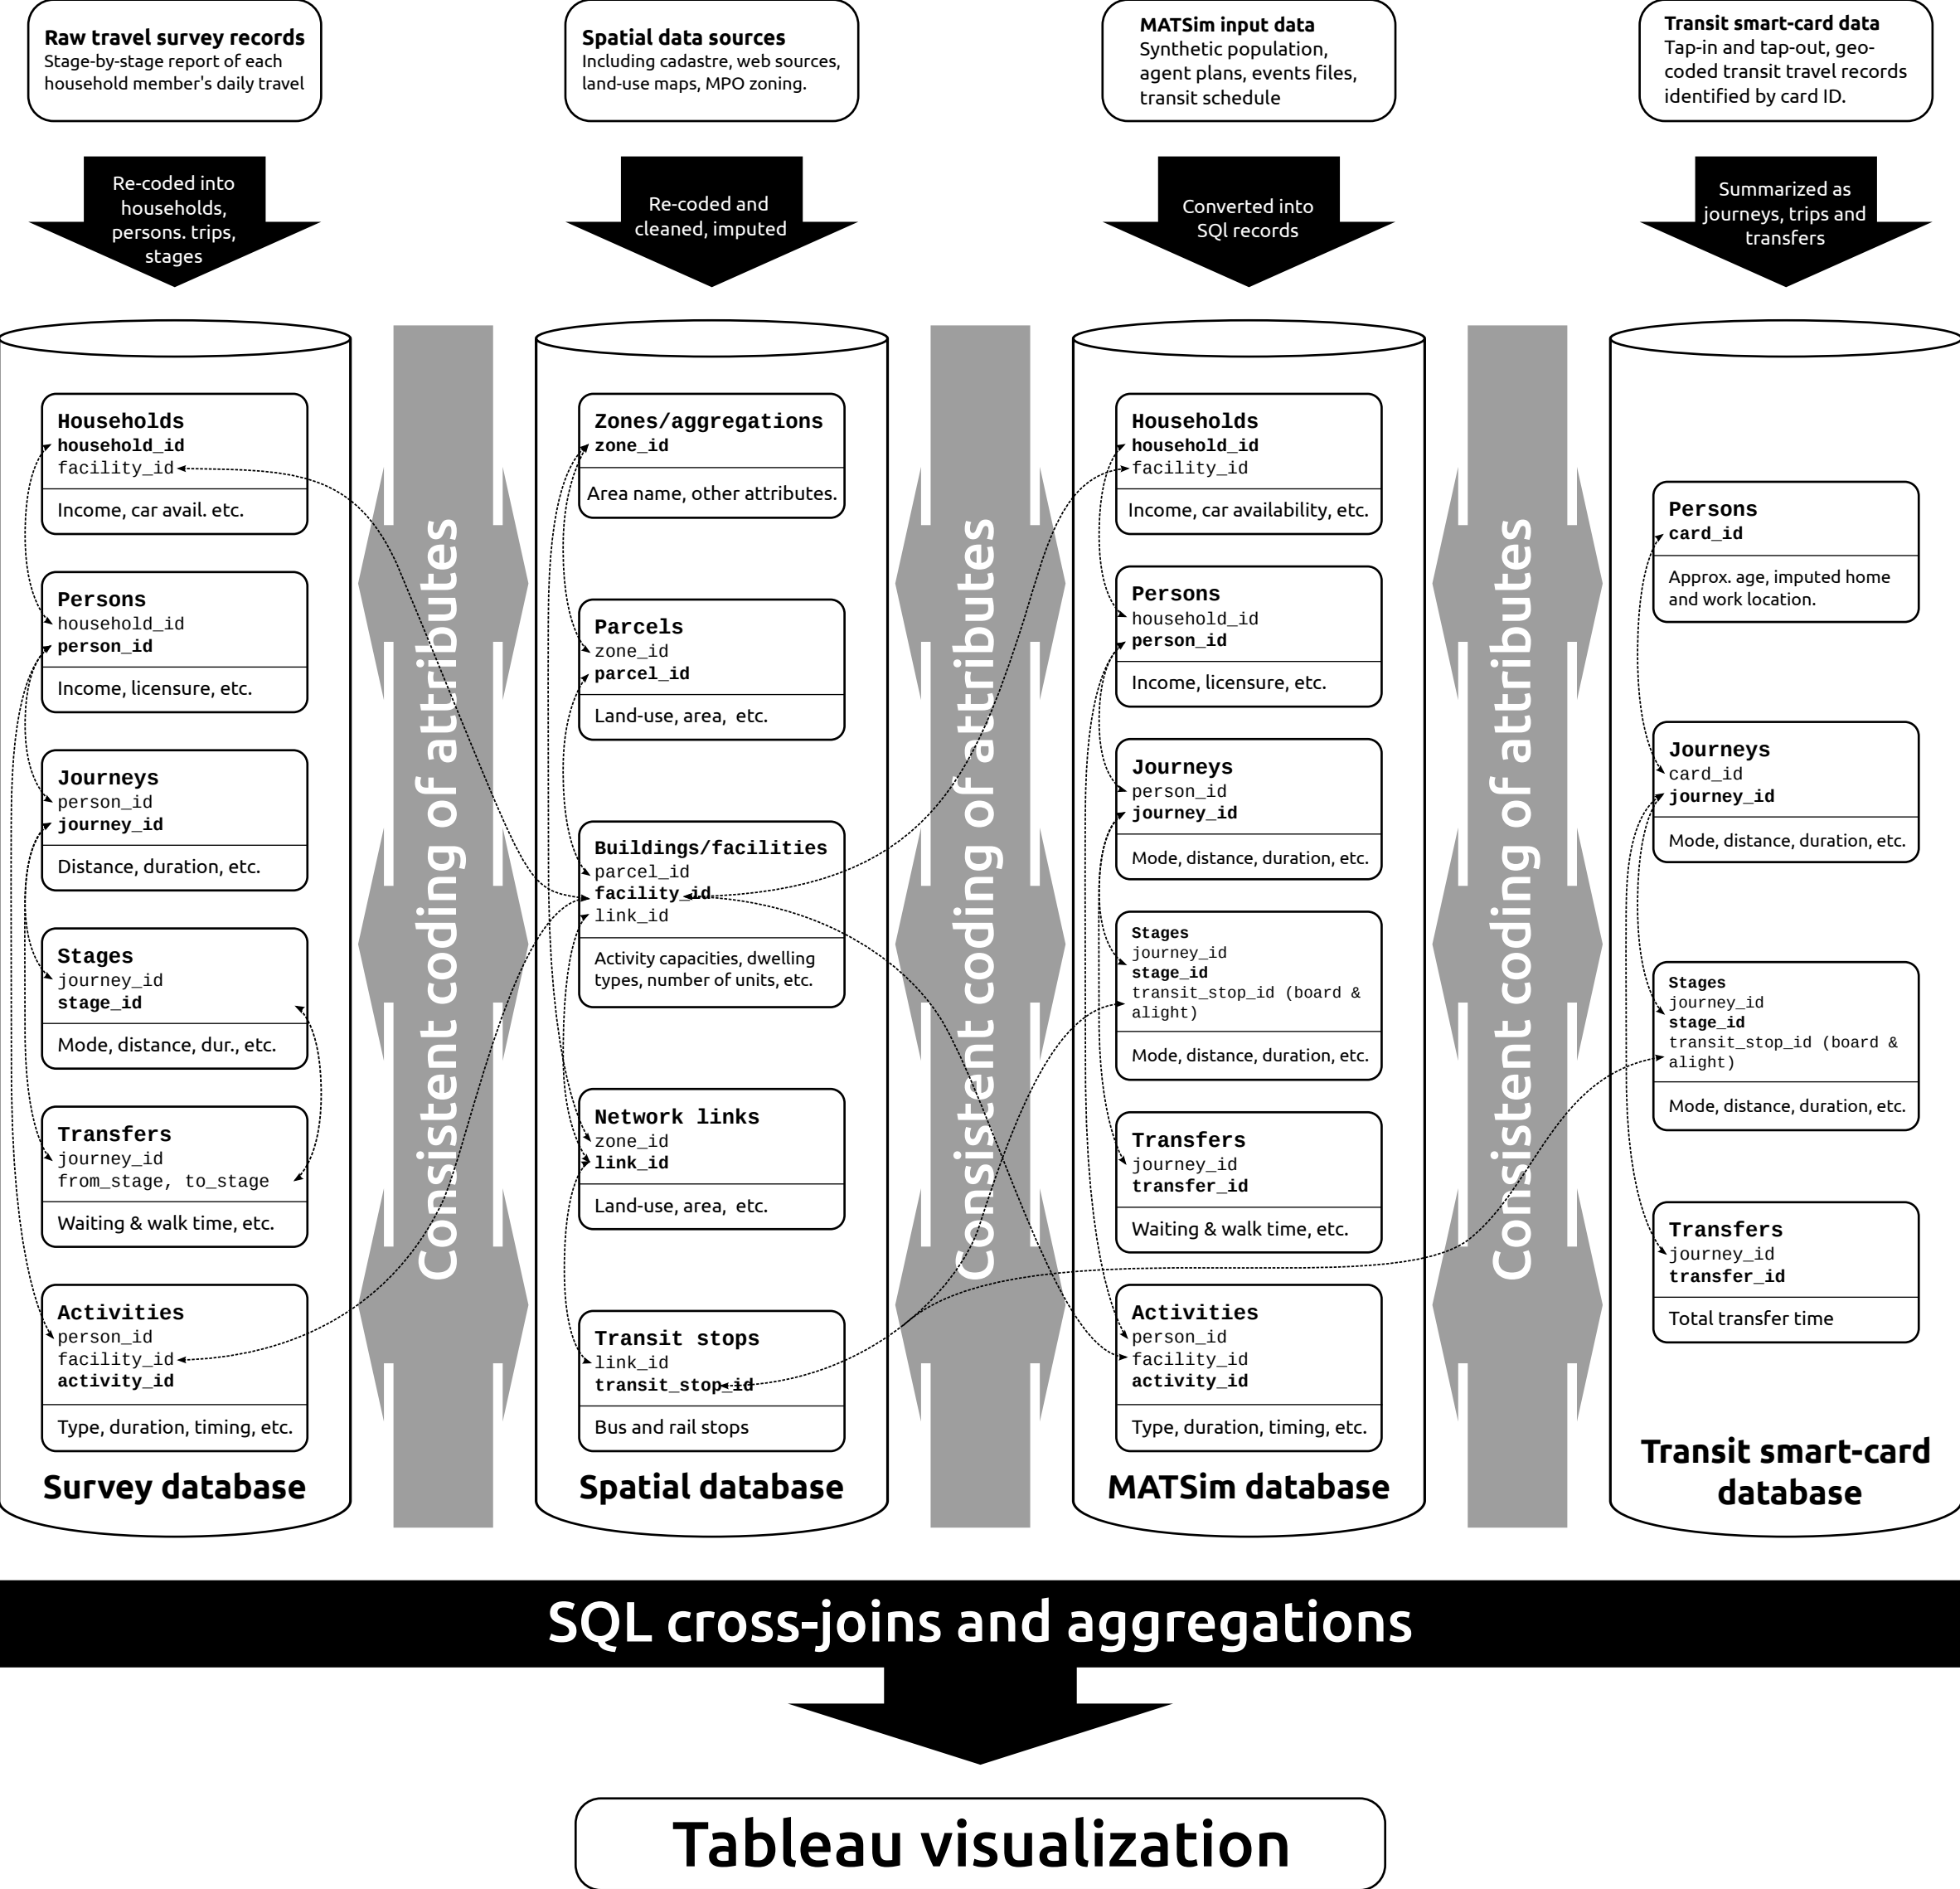 Raw travel survey records
Stage-by-stage report of each
household member's daily travel
Spatial data sources
Including cadastre, web sources,
land-use maps, MPO zoning.
MATSim input data
Synthetic population,
agent plans, events files,
transit schedule
Transit smart-card data
Tap-in and tap-out, geo-
coded transit travel records
identified by card ID.
Re-coded into
households,
persons. trips,
stages
Re-coded and
cleaned, imputed
Converted into
SQl records
Summarized as
journeys, trips and
transfers
Households
household_id
facility_id
Income, car avail. etc.
Persons
household_id
person_id
Income, licensure, etc.
Journeys
person_id
journey_id
Distance, duration, etc.
Stages
journey_id
stage_id
Mode, distance, dur., etc.
Transfers
journey_id
from_stage, to_stage
Waiting & walk time, etc.
Activities
person_id
facility_id
activity_id
Type, duration, timing, etc.
Survey database
Consistent coding of attributes
Zones/aggregations
zone_id
Area name, other attributes.
Parcels
zone_id
parcel_id
Land-use, area, etc.
Buildings/facilities
parcel_id
facility_id
link_id
Activity capacities, dwelling
types, number of units, etc.
Network links
zone_id
link_id
Land-use, area, etc.
Transit stops
link_id
transit_stop_id
Bus and rail stops
Spatial database
Consistent coding of attributes
Households
household_id
facility_id
Income, car availability, etc.
Persons
household_id
person_id
Income, licensure, etc.
Journeys
person_id
journey_id
Mode, distance, duration, etc.
Stages
journey_id
stage_id
transit_stop_id (board &
alight)
Mode, distance, duration, etc.
Transfers
journey_id
transfer_id
Waiting & walk time, etc.
Activities
person_id
facility_id
activity_id
Type, duration, timing, etc.
MATSim database
Consistent coding of attributes
Persons
card_id
Approx. age, imputed home
and work location.
Journeys
card_id
journey_id
Mode, distance, duration, etc.
Stages
journey_id
stage_id
transit_stop_id (board &
alight)
Mode, distance, duration, etc.
Transfers
journey_id
transfer_id
Total transfer time
Transit smart-card
database
SQL cross-joins and aggregations
Tableau visualization